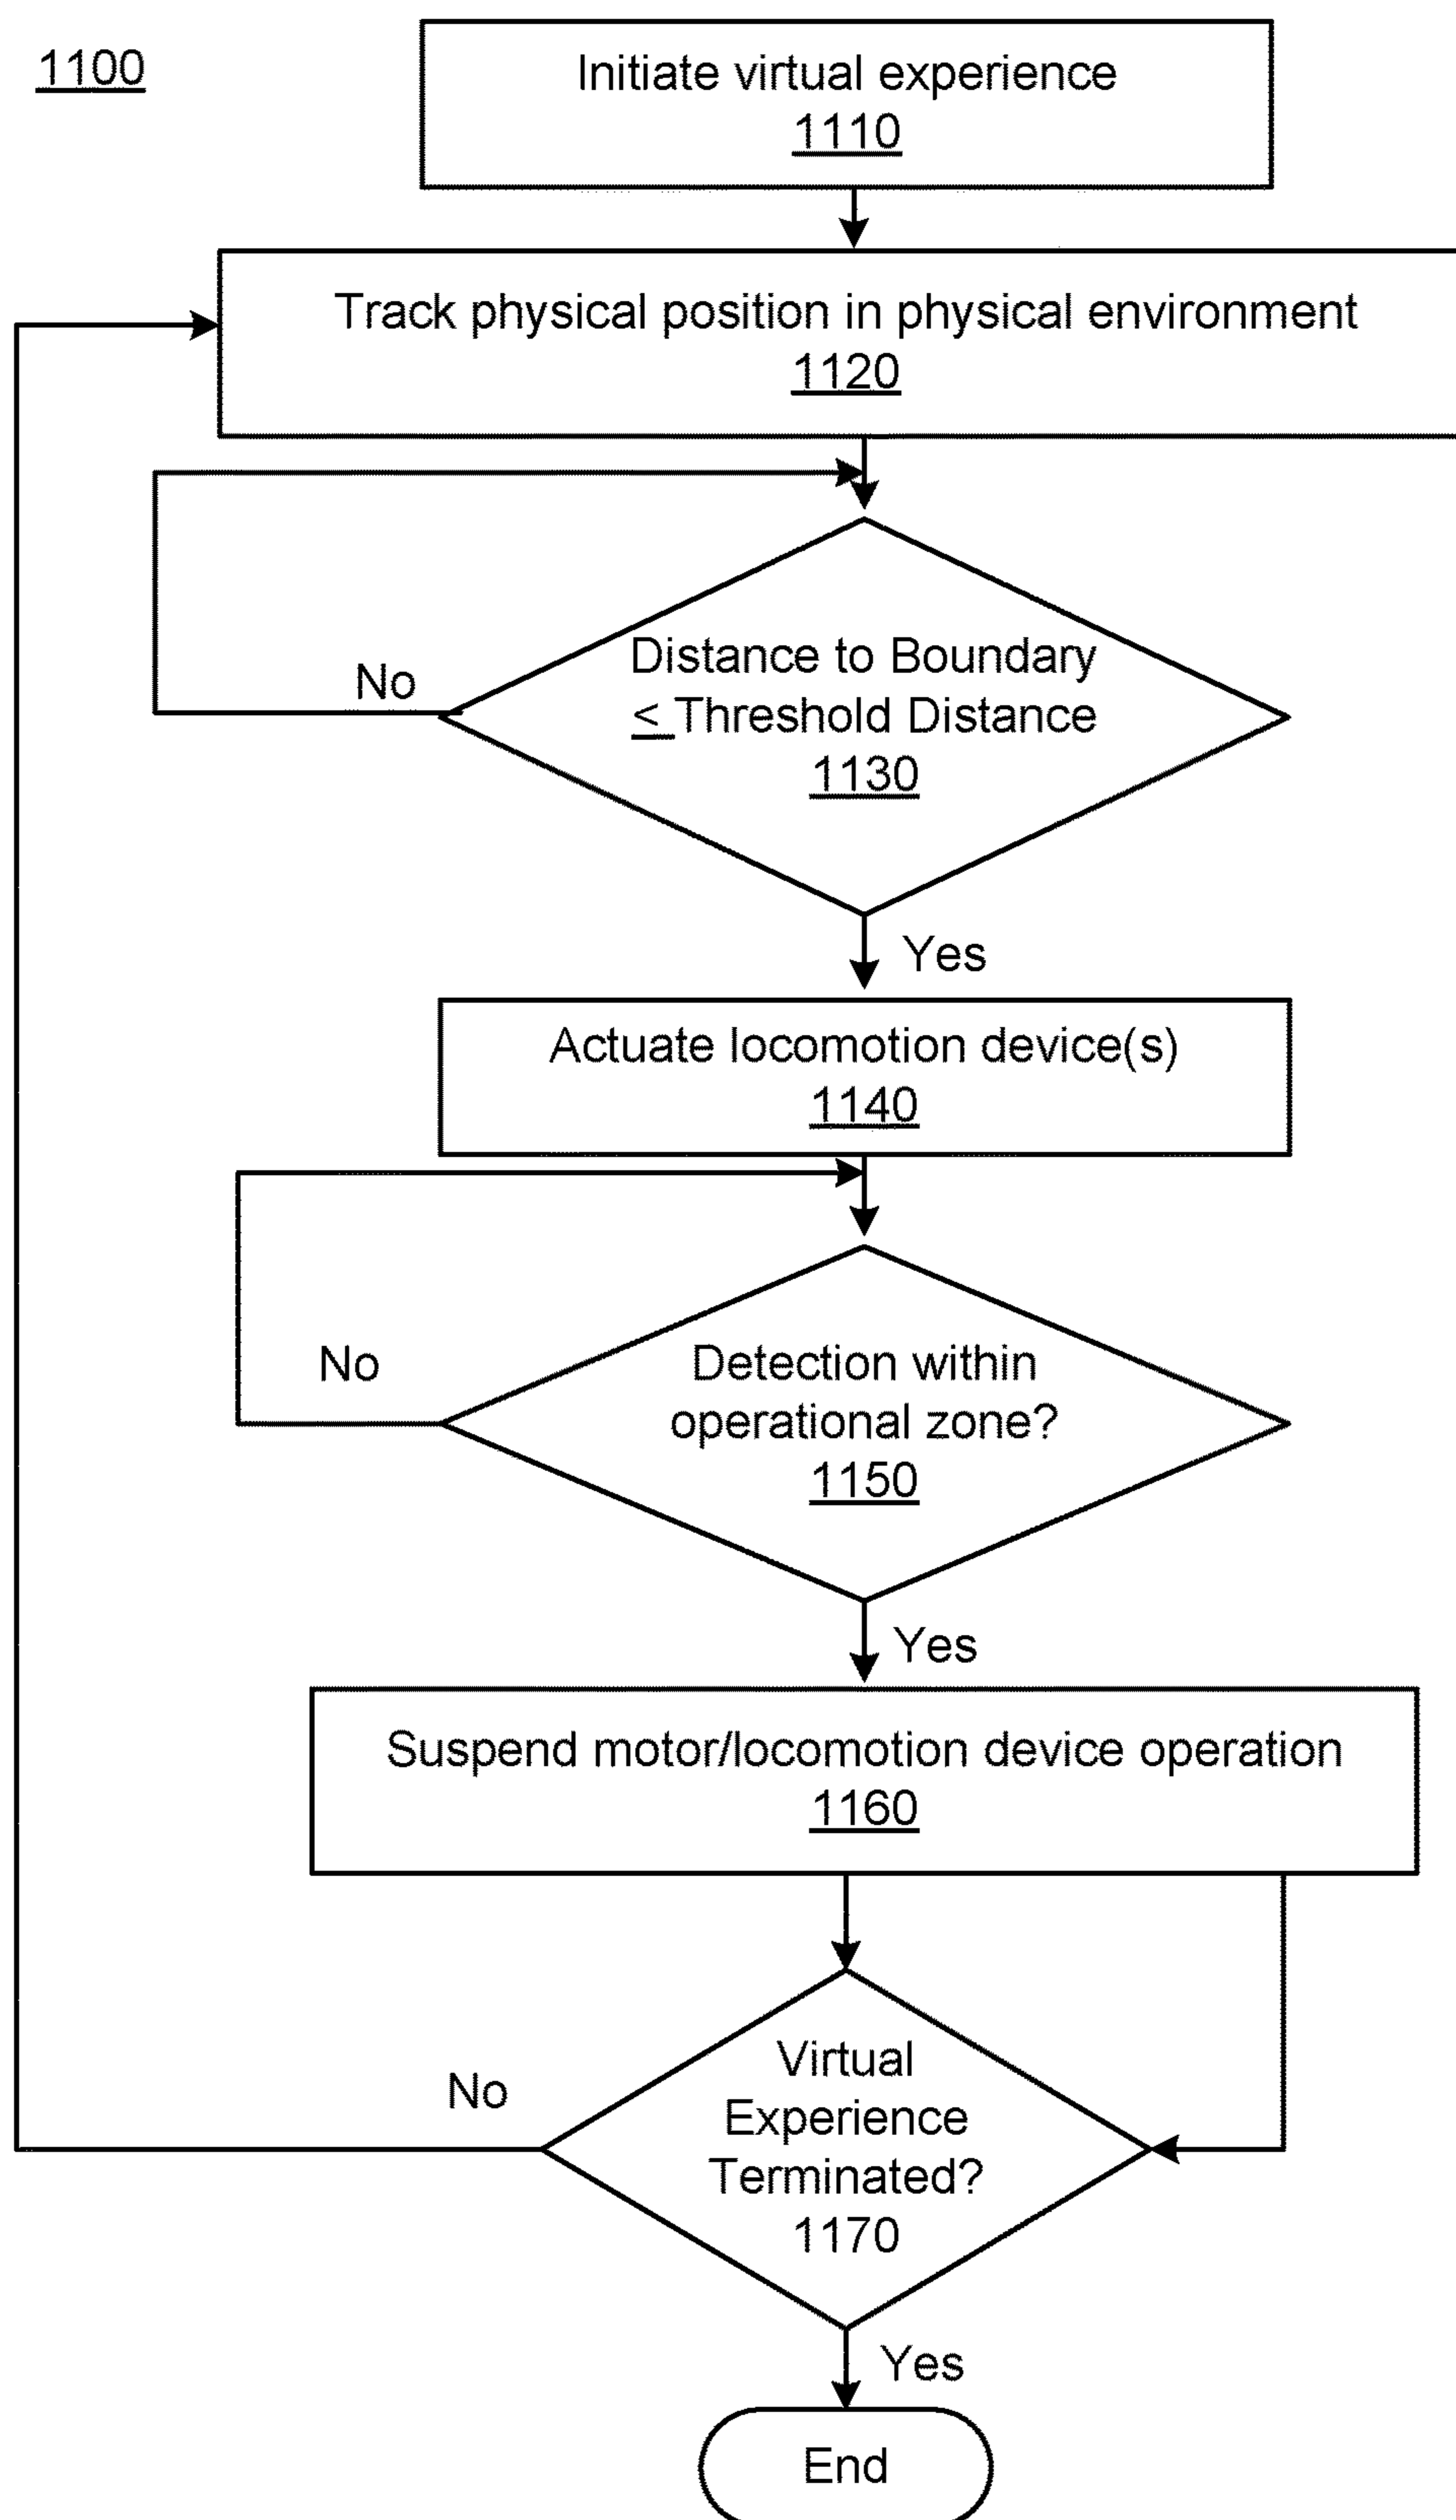 1100
Initiate virtual experience
1110
Track physical position in physical environment
1120
Distance to Boundary
≤ Threshold Distance
1130
No
Yes
Actuate locomotion device(s)
1140
Detection within
operational zone?
1150
No
Yes
Suspend motor/locomotion device operation
1160
Virtual
Experience
Terminated?
1170
No
Yes
End